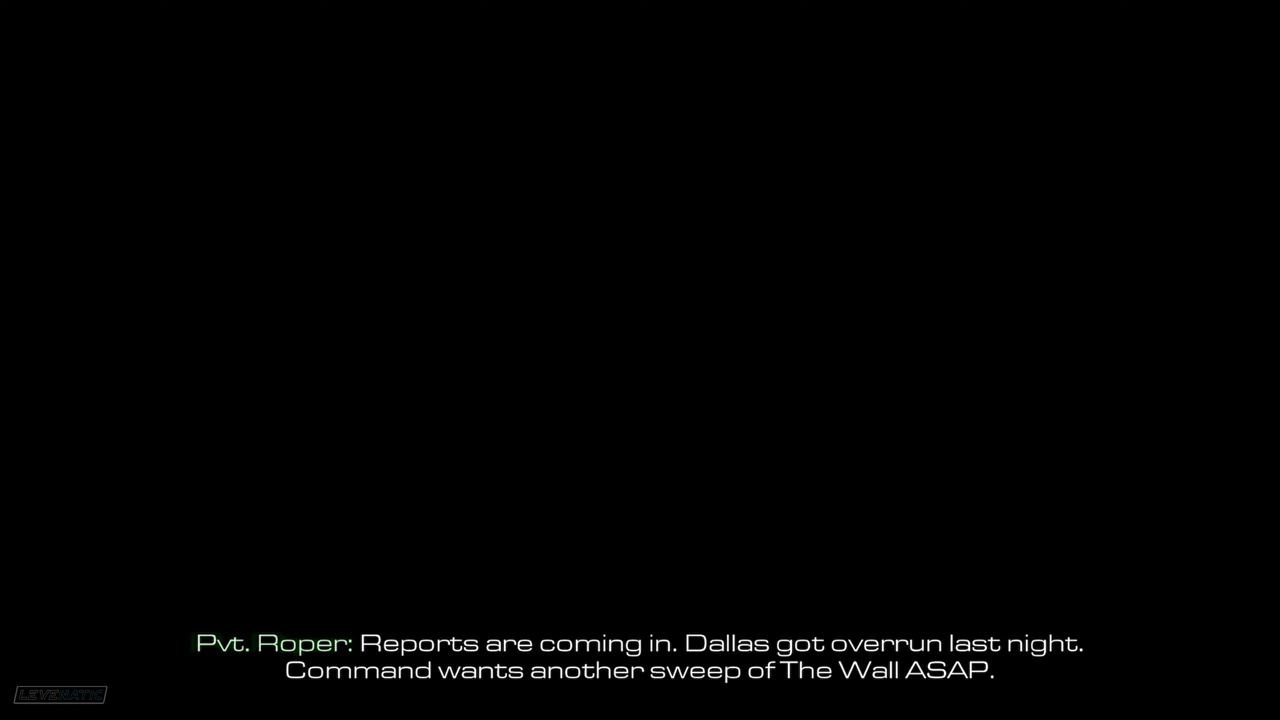 Pvt. Roper: Reports are coming in. Dallas got overrun last night.
Command wants another sweep of The Wall ASAP.
LEVENATIC